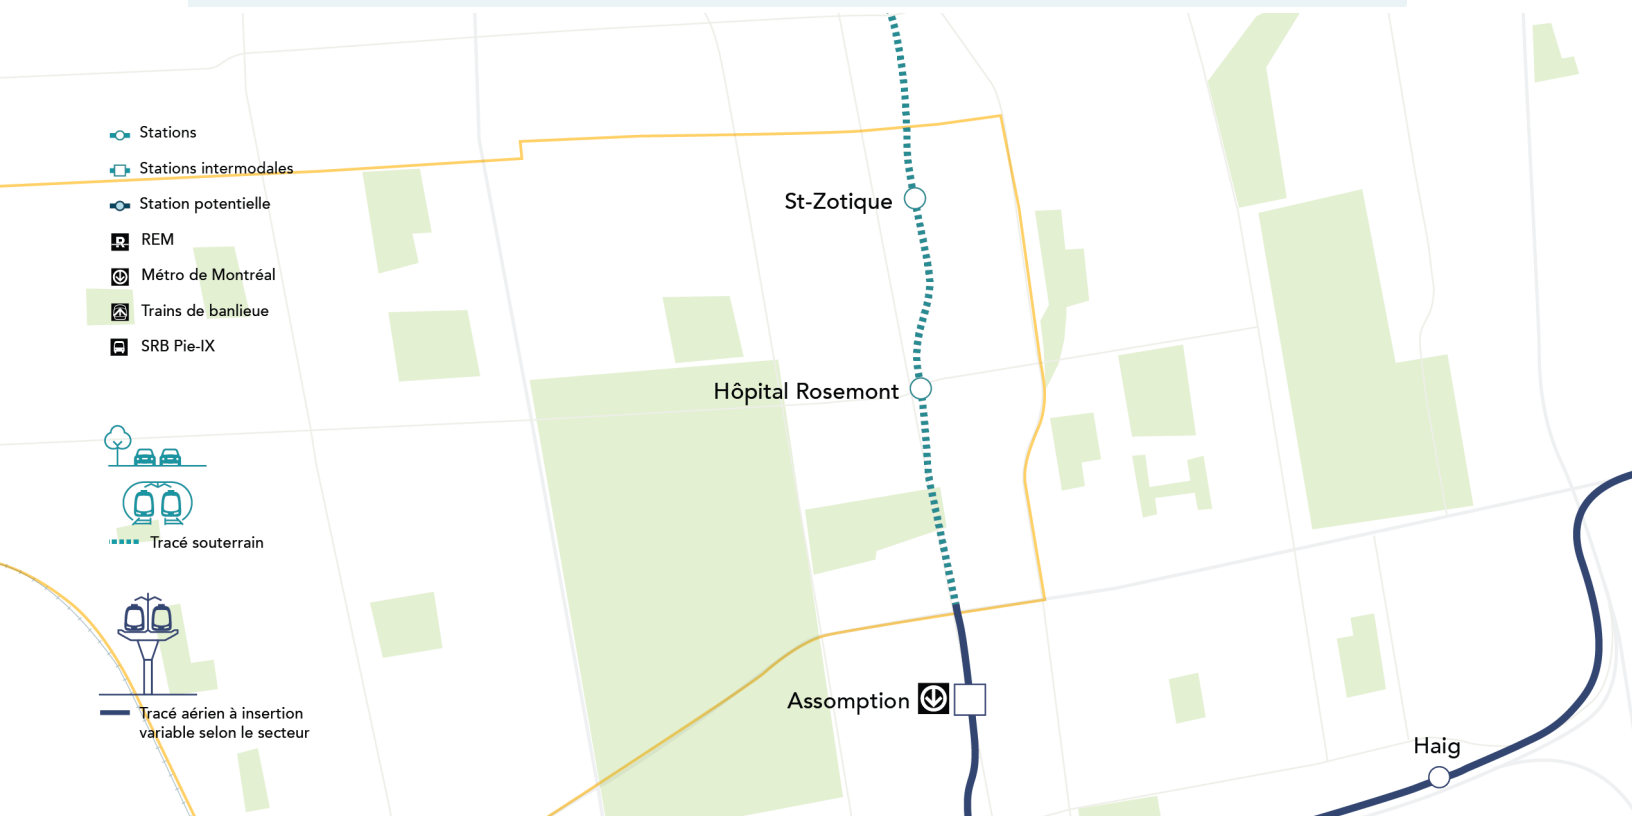 Stations
Stations intermodales
Station potentielle
R REM
Métro de Montréal
Trains de banlieue
SRB Pie-IX
Tracé souterrain
Tracé aérien à insertion
variable selon le secteur
St-Zotique
Hôpital Rosemont
Assomption
Haig